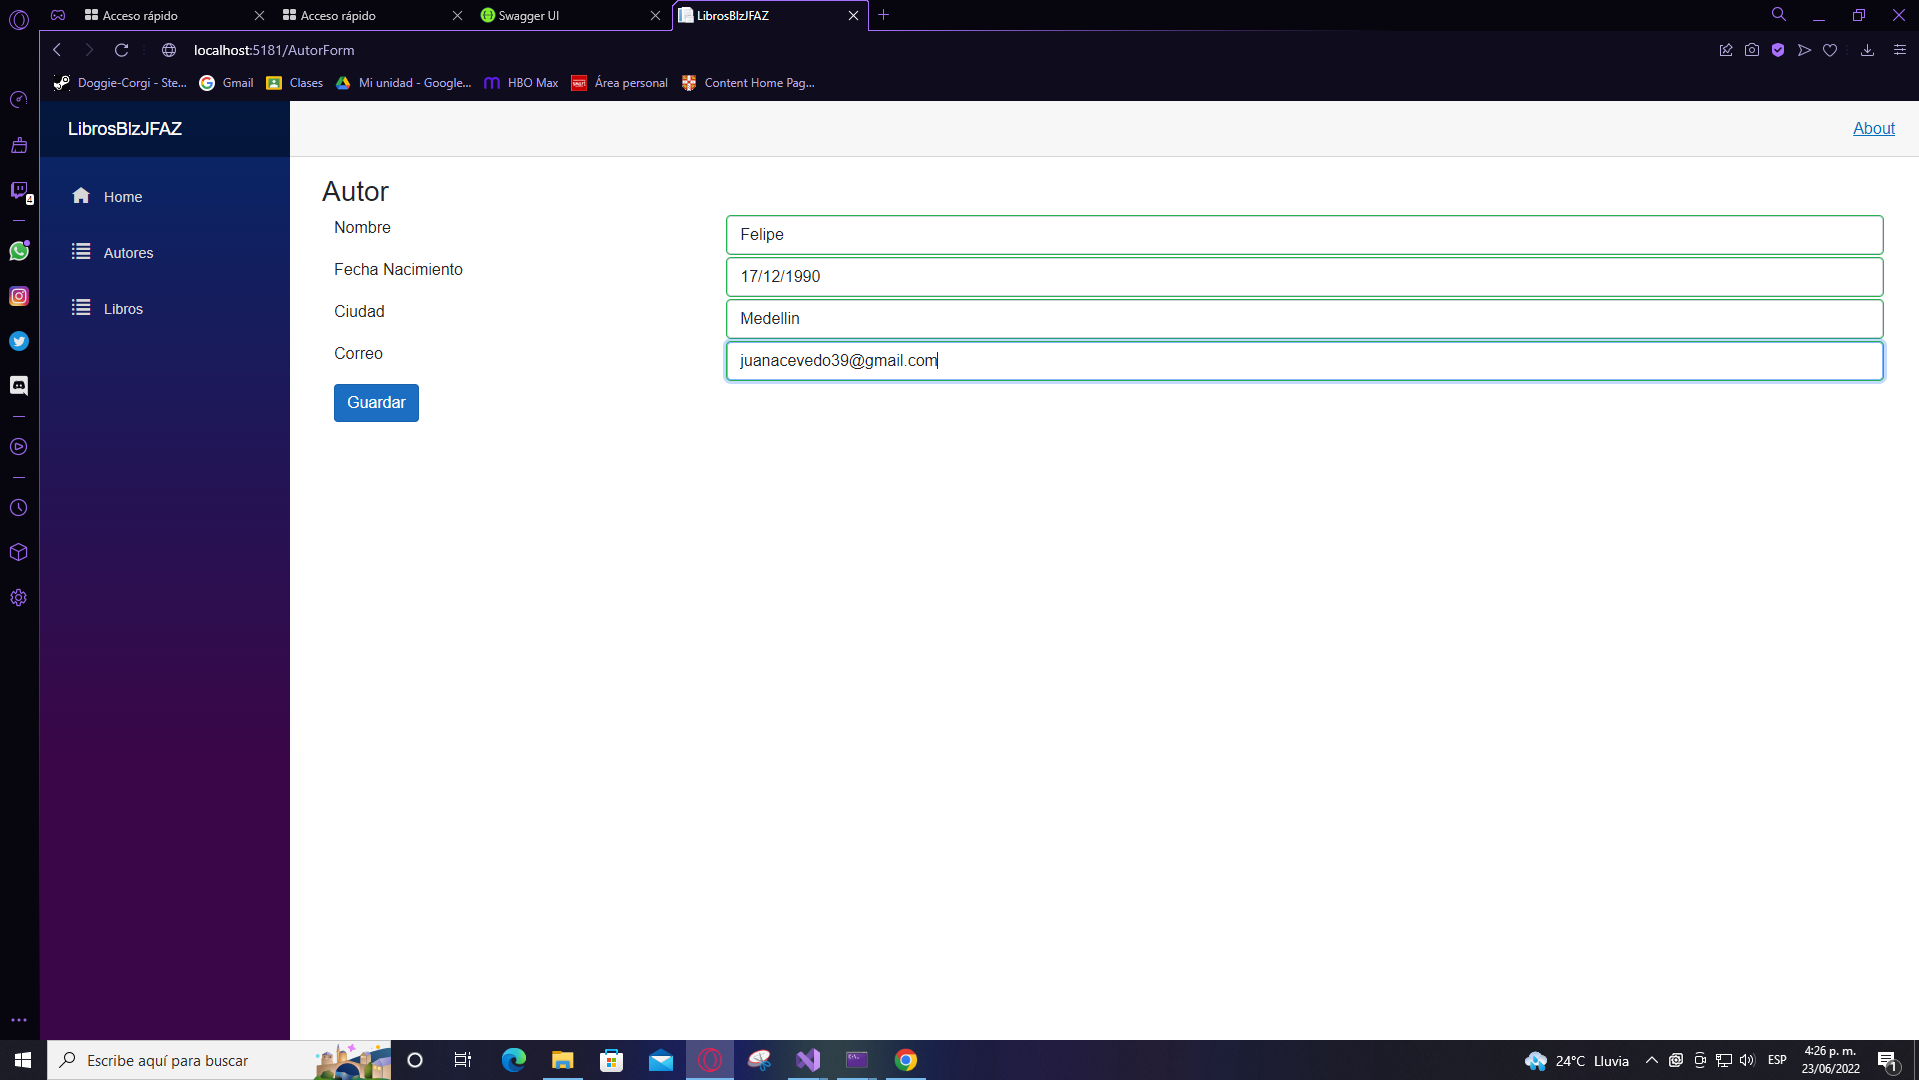 Acceso rápido
Acceso rápido
Swagger UI
LibrosBlzJFAZ
localhost:5181/AutorForm
Doggie-Corgi - Ste...
Gmail
Clases
Mi unidad - Google...
HBO Max
Área personal
Content Home Pag...
LibrosBlzJFAZ
About
Home
Autores
Libros
Autor
Nombre
Felipe
Fecha Nacimiento
17/12/1990
Ciudad
Medellin
Correo
juanacevedo39@gmail.com
Guardar
4
Escribe aquí para buscar
24°C Lluvia
ESP
4:26 p. m.
23/06/2022
1